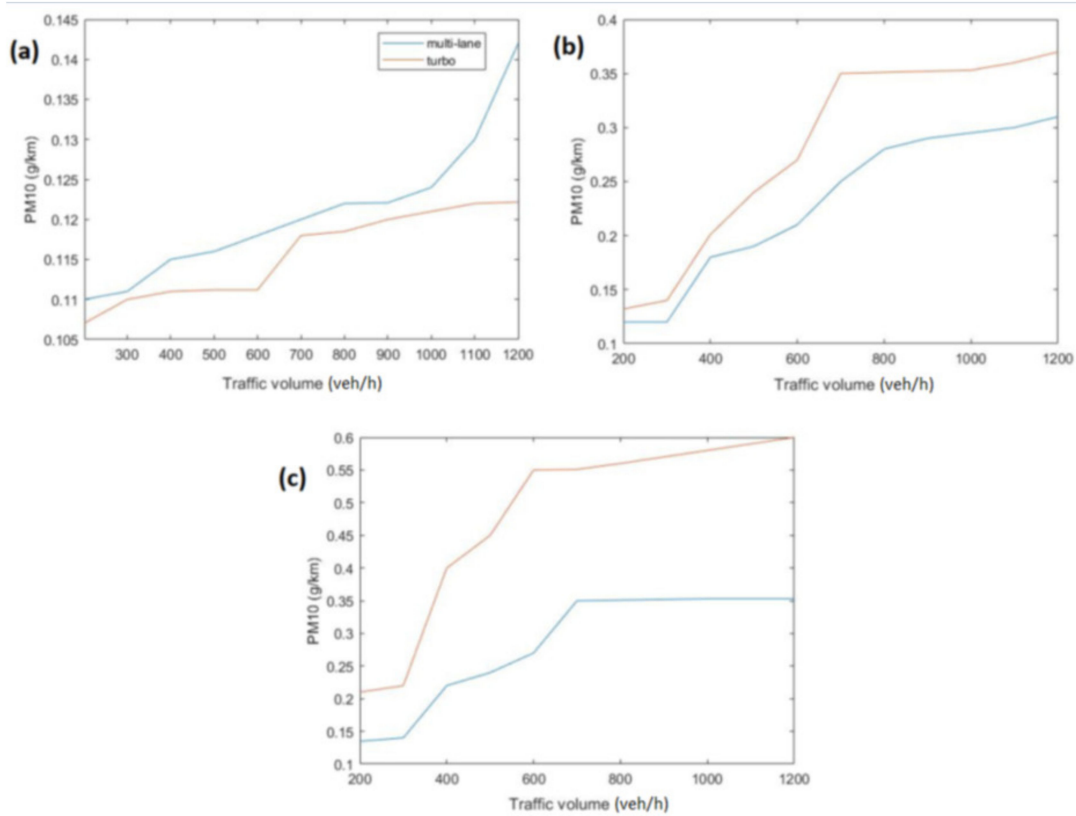 (a)
0.145
0.14
0.135
0.13
0.125
0.12
0.115
0.11
0.105
PM10 (g/km)
multi-lane
turbo
300 400 500 600 700 800 900 1000 1100 1200
Traffic volume (veh/h)
(b)
0.4
0.35
0.3
0.25
0.2
0.15
0.1
PM10 (g/km)
200 400 600 800 1000 1200
Traffic volume (veh/h)
(c)
0.6
0.55
0.5
0.45
0.4
0.35
0.3
0.25
0.2
0.15
0.1
PM10 (g/km)
200 400 600 800 1000 1200
Traffic volume (veh/h)